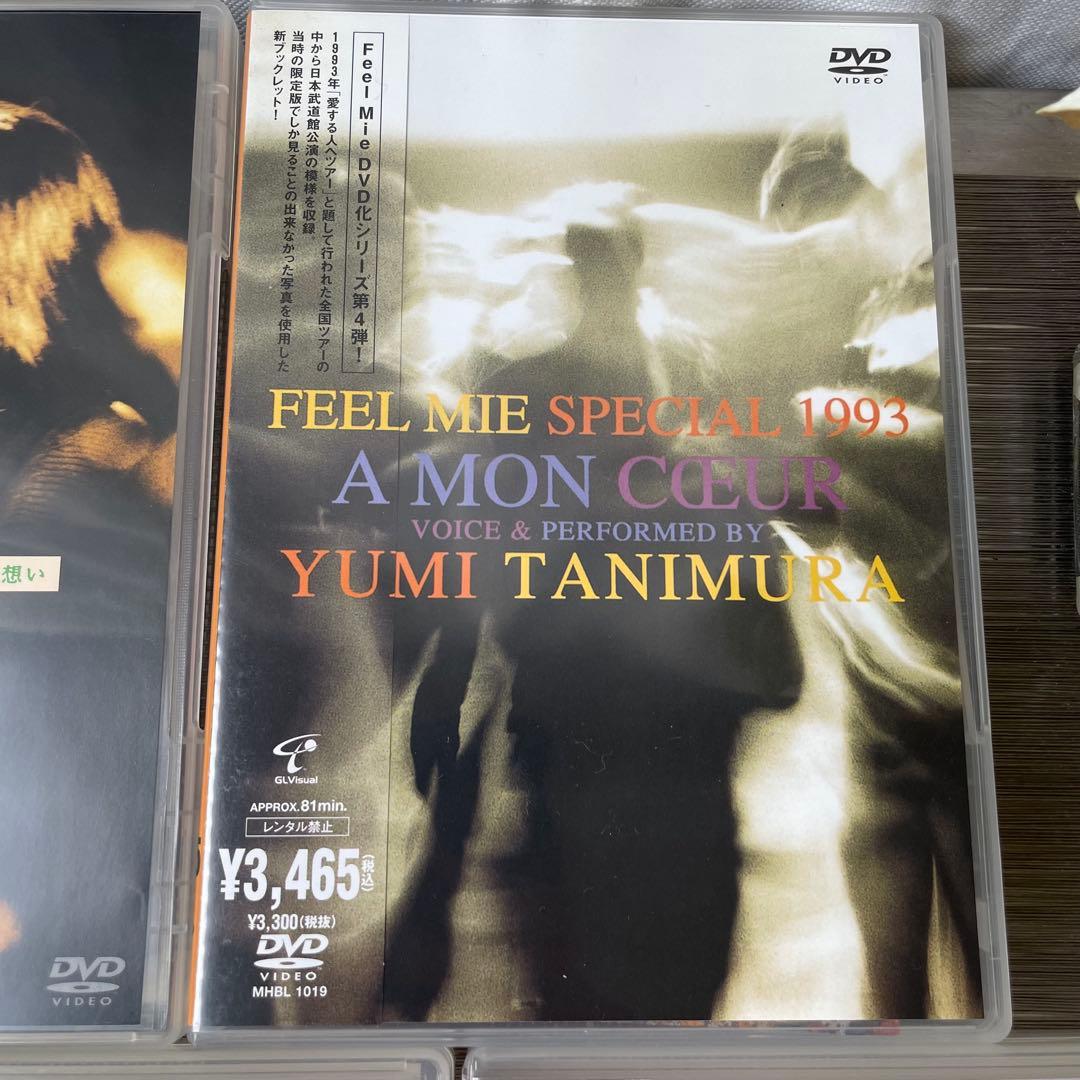 想い
DVD
VIDEO
Feel Mie DVD化シリーズ第4弾！
1993年「愛する人へツアー」と題して行われた全国ツアーの
中から日本武道館公演の模様を収録。
当時の限定版でしか見ることの出来なかった写真を使用した
新ブックレット！
DVD
VIDEO
FEEL MIE SPECIAL 1993
A MON CŒUR
VOICE & PERFORMED BY
YUMI TANIMURA
GLVisual
APPROX.81min.
レンタル禁止
¥3,465(税込)
¥3,300(税抜)
DVD
VIDEO
MHBL 1019